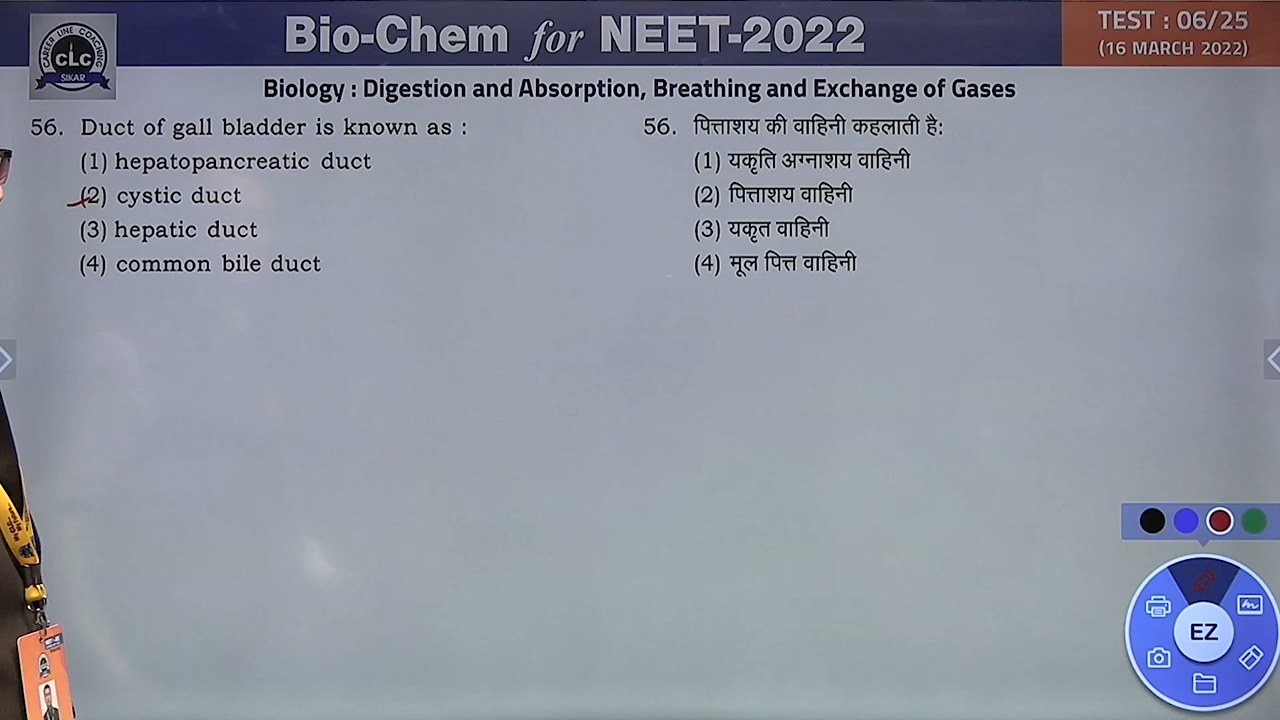 CAREER LINE COACHING
CLC
SIKAR
Bio-Chem for NEET-2022
TEST : 06/25
(16 MARCH 2022)
Biology : Digestion and Absorption, Breathing and Exchange of Gases
56. Duct of gall bladder is known as :
(1) hepatopancreatic duct
(2) cystic duct
(3) hepatic duct
(4) common bile duct
56. पित्ताशय की वाहिनी कहलाती है:
(1) यकृति अग्नाशय वाहिनी
(2) पित्ताशय वाहिनी
(3) यकृत वाहिनी
(4) मूल पित्त वाहिनी
EZ